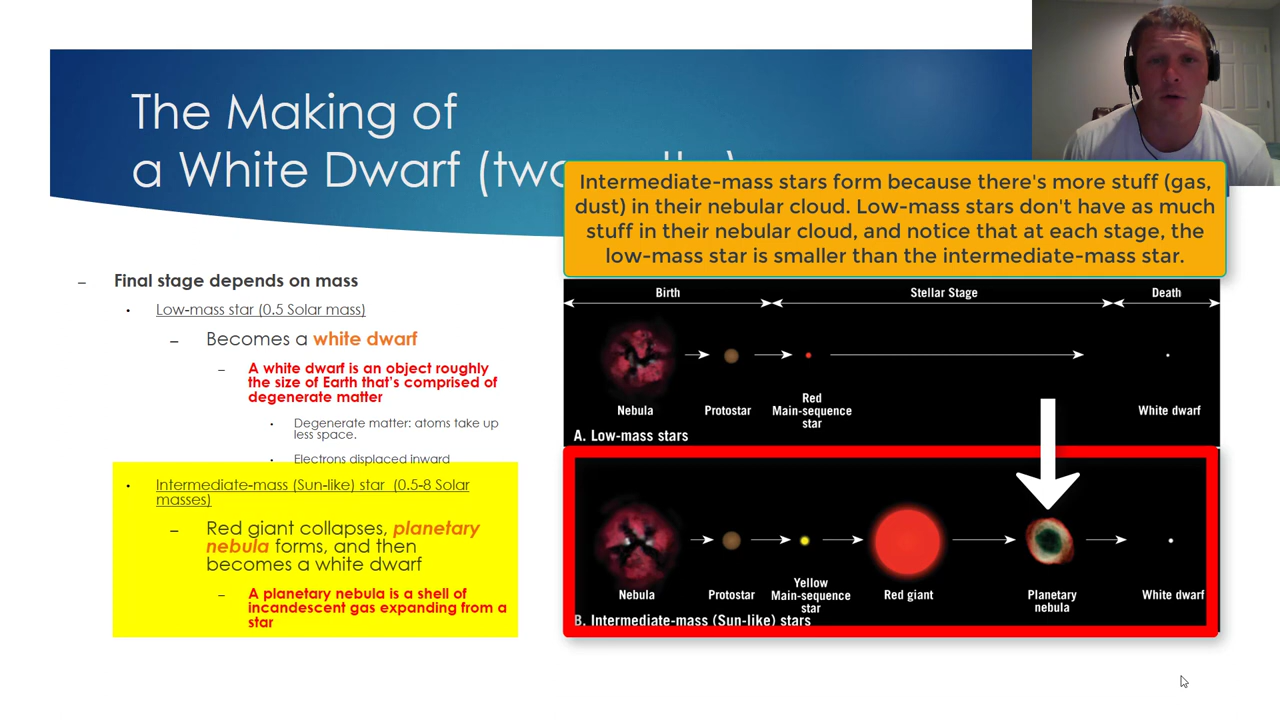 The Making of
a White Dwarf
Intermediate-mass stars form because there's more stuff (gas,
dust) in their nebular cloud. Low-mass stars don't have as much
stuff in their nebular cloud, and notice that at each stage, the
low-mass star is smaller than the intermediate-mass star.
– Final stage depends on mass
• Low-mass star (0.5 Solar mass)
– Becomes a white dwarf
– A white dwarf is an object roughly
the size of Earth that's comprised of
degenerate matter
• Degenerate matter: atoms take up
less space.
• Electrons displaced inward
• Intermediate-mass (Sun-like) star (0.5-8 Solar
masses)
– Red giant collapses, planetary
nebula forms, and then
becomes a white dwarf
– A planetary nebula is a shell of
incandescent gas expanding from a
star
Birth Stellar Stage Death
Nebula
Protostar
Red
Main-sequence
star
White dwarf
A. Low-mass stars
Nebula
Protostar
Yellow
Main-sequence
star
Red giant
Planetary
nebula
White dwarf
B. Intermediate-mass (Sun-like) stars